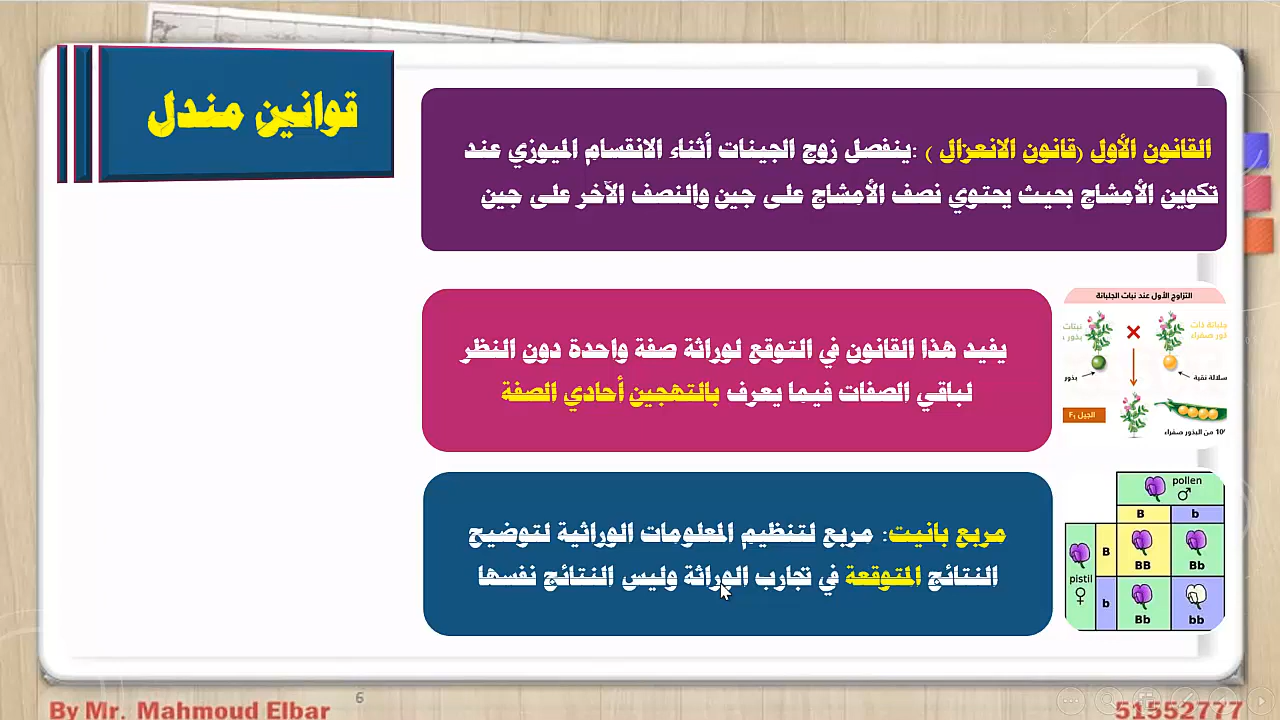 قوانين مندل
القانون الأول (قانون الانعزال ) :ينفصل زوج الجينات أثناء الانقسام الميوزي عند
تكوين الأمشاج بحيث يحتوي نصف الأمشاج على جين والنصف الآخر على جين
التزاوج الأول عند نبات الجلبانة
يفيد هذا القانون في التوقع لوراثة صفة واحدة دون النظر
لباقي الصفات فيما يعرف بالتهجين أحادي الصفة
سلالة نقية
بذور
الجيل F₁
من البذور صفراء
مربع بانيت: مربع لتنظيم المعلومات الوراثية لتوضيح
النتائج المتوقعة في تجارب الوراثة وليس النتائج نفسها
pollen
♂
B b
pistil
♀
B BB Bb
b Bb bb
6
By Mr. Mahmoud Elbar
51552777